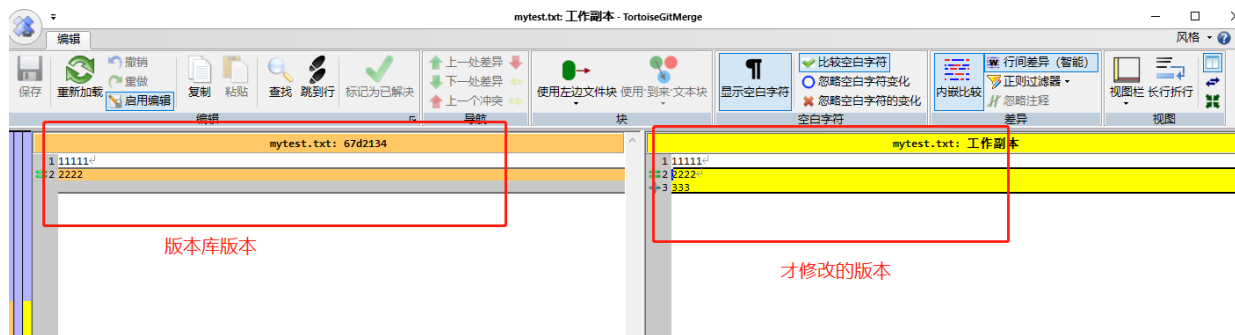 mytest.txt: 工作副本 - TortoiseGitMerge
编辑
风格
保存
重新加载
撤销
重做
启用编辑
复制
粘贴
查找
跳到行
标记为已解决
编辑
上一处差异
下一处差异
上一个冲突
导航
使用左边文件块
使用·到来·文本块
块
显示空白字符
比较空白字符
忽略空白字符变化
忽略空白字符的变化
空白字符
内嵌比较
行间差异（智能）
正则过滤器
忽略注释
差异
视图栏
长行折行
视图
mytest.txt: 67d2134
1 11111
2 2222
版本库版本
mytest.txt: 工作副本
1 11111
2 2222
3 333
才修改的版本